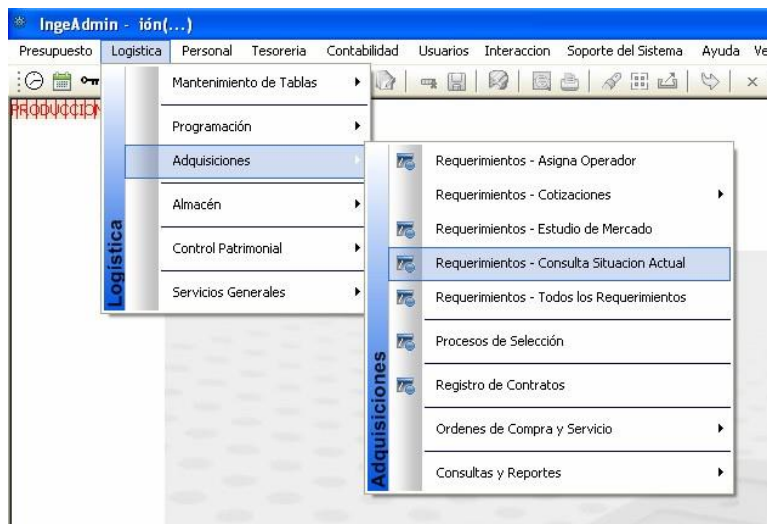 IngeAdmin - ión(...)
Presupuesto Logistica Personal Tesoreria Contabilidad Usuarios Interaccion Soporte del Sistema Ayuda Ve
PRODUCCION
Mantenimiento de Tablas
Programación
Adquisiciones
Almacén
Control Patrimonial
Servicios Generales
Logística
Requerimientos - Asigna Operador
Requerimientos - Cotizaciones
Requerimientos - Estudio de Mercado
Requerimientos - Consulta Situacion Actual
Requerimientos - Todos los Requerimientos
Procesos de Selección
Registro de Contratos
Ordenes de Compra y Servicio
Consultas y Reportes
Adquisiciones